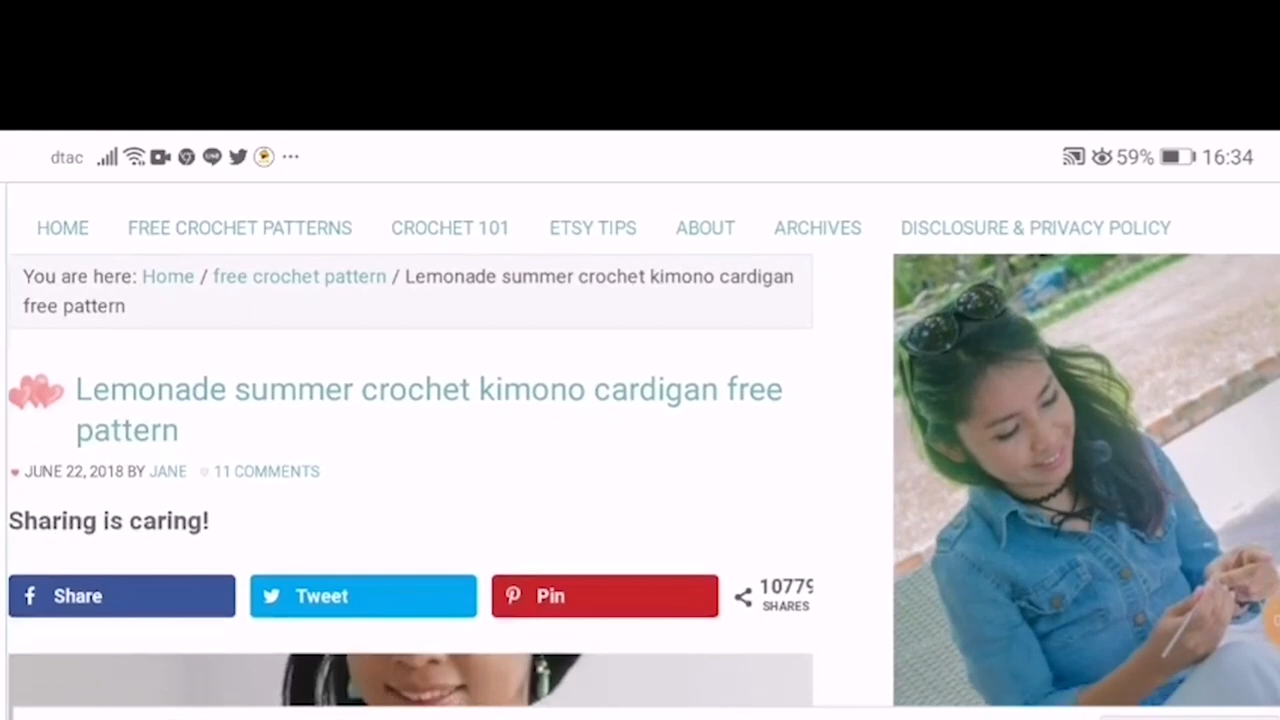 dtac 59% 16:34
HOME FREE CROCHET PATTERNS CROCHET 101 ETSY TIPS ABOUT ARCHIVES DISCLOSURE & PRIVACY POLICY
You are here: Home / free crochet pattern / Lemonade summer crochet kimono cardigan
free pattern
Lemonade summer crochet kimono cardigan free
pattern
JUNE 22, 2018 BY JANE 11 COMMENTS
Sharing is caring!
Share Tweet Pin 10779
SHARES